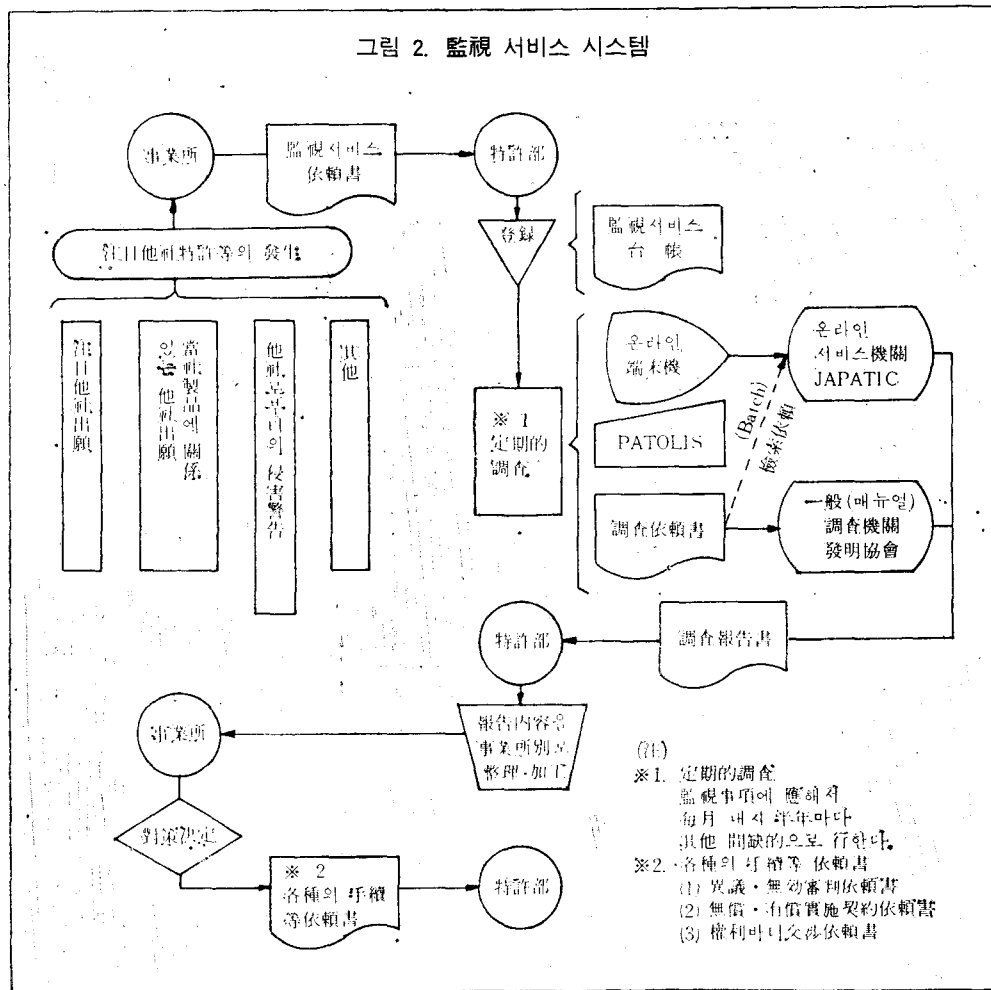 그림 2. 監視 서비스 시스템
事業所
監視서비스
依賴書
特許部
登錄
監視서비스
台 帳
注目他社特許等의 發生
注目他社出願
當社製品에 關係
他社出願
他社로부터의 侵害警告
其他
※ 1
定期的
調査
온라인
端末機
PATOLIS
調査依賴書
(Batch)
檢索依賴
온라인
서비스機關
JAPATIC
一般(매뉴얼)
調査機關
發明協會
調査報告書
特許部
報告內容을
事業所別로
整理·加工
事業所
對策決定
※ 2
各種의 手續
等依賴書
特許部
(注)
※1. 定期的調査
監視事項에 應해서
每月 내지 半年마다
其他 間缺的으로 行한다.
※2. 各種의 手續等 依賴書
(1) 異議·無効審判依賴書
(2) 無償·有償實施契約依賴書
(3) 權利 交涉依賴書